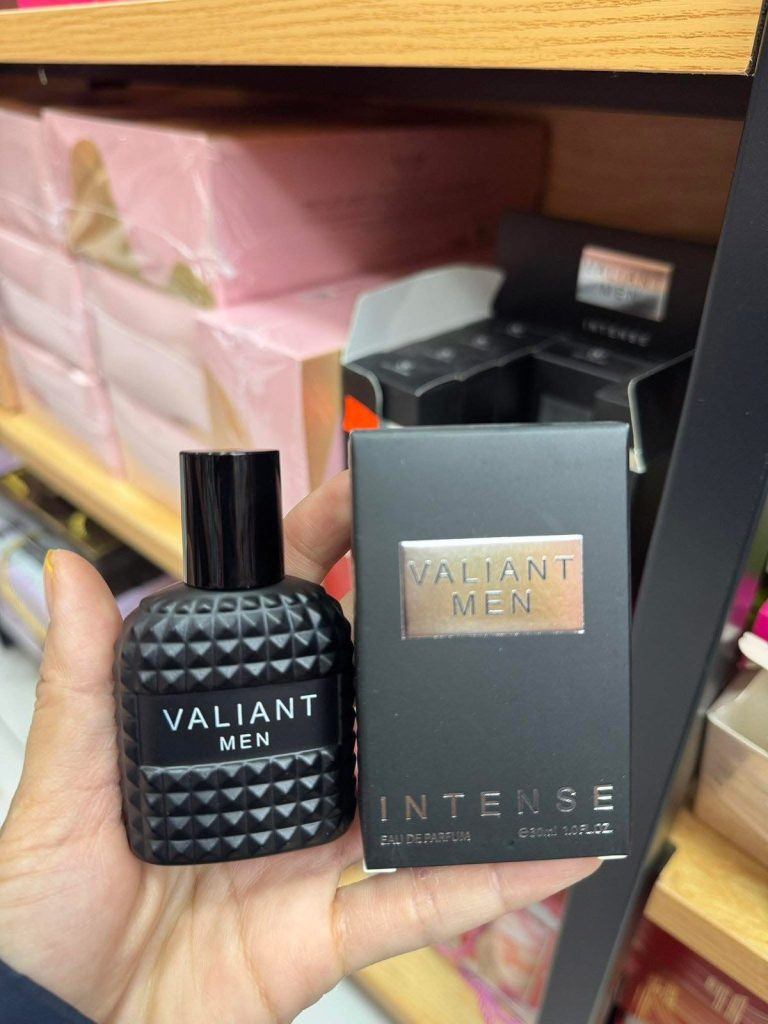 VALIANT
MEN
INTENSE
VALIANT
MEN
VALIANT
MEN
INTENSE
EAU DE PARFUM
℮30ml 1.0FL.OZ